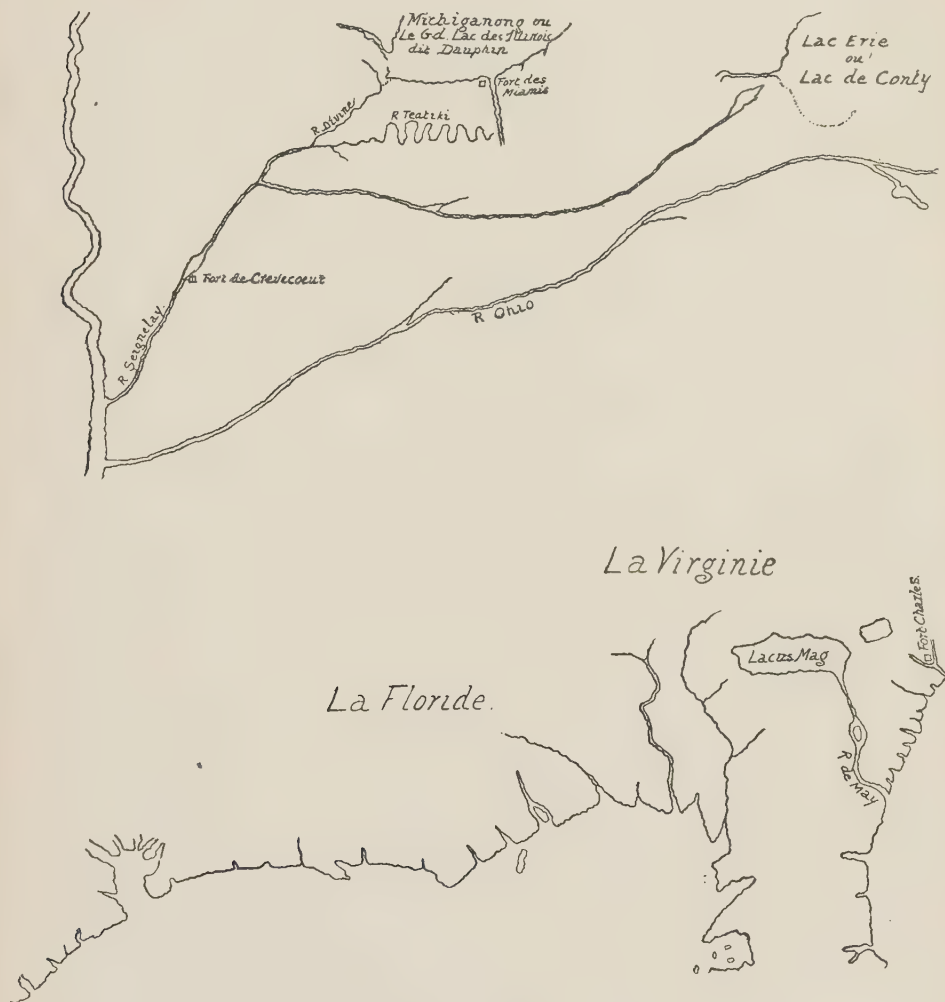 Michiganong ou
Le Gd. Lac des Illinois
dit Dauphin
Fort des
Miamis
R Divine
R Teatiki
Lac Erie
ou
Lac de Conty
Fort de Crevecoeur
R Seignelay.
R Ohio
La Virginie
Fort Charles.
Lacus Mag
R de May
La Floride.